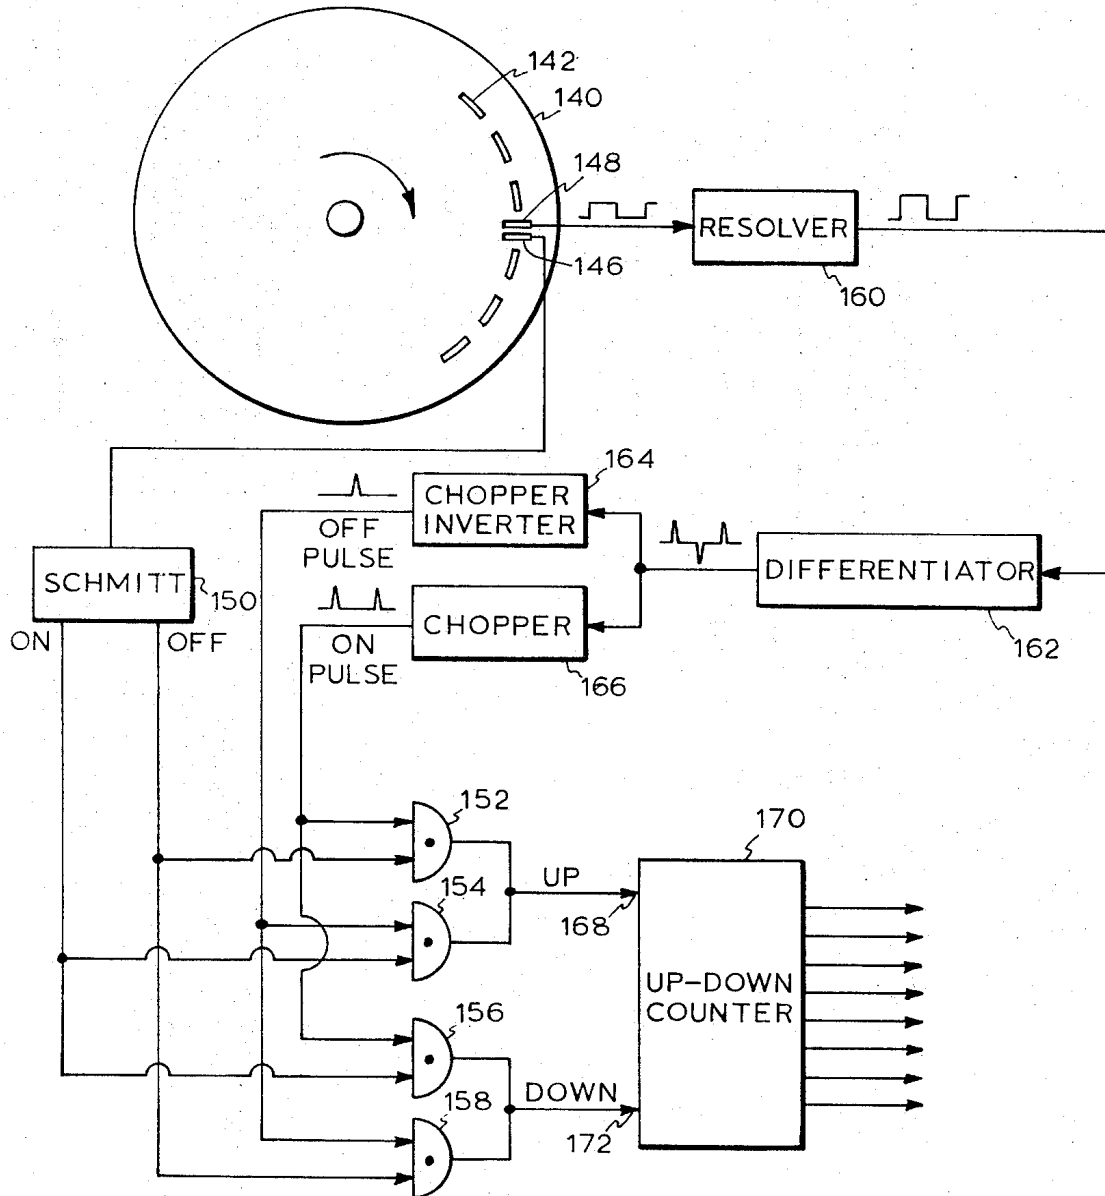 142
140
148
RESOLVER
146
160
164
CHOPPER
INVERTER
OFF
PULSE
SCHMITT
150
DIFFERENTIATOR
162
ON
OFF
CHOPPER
ON
PULSE
166
152
170
UP
154
168
UP-DOWN
COUNTER
156
DOWN
158
172